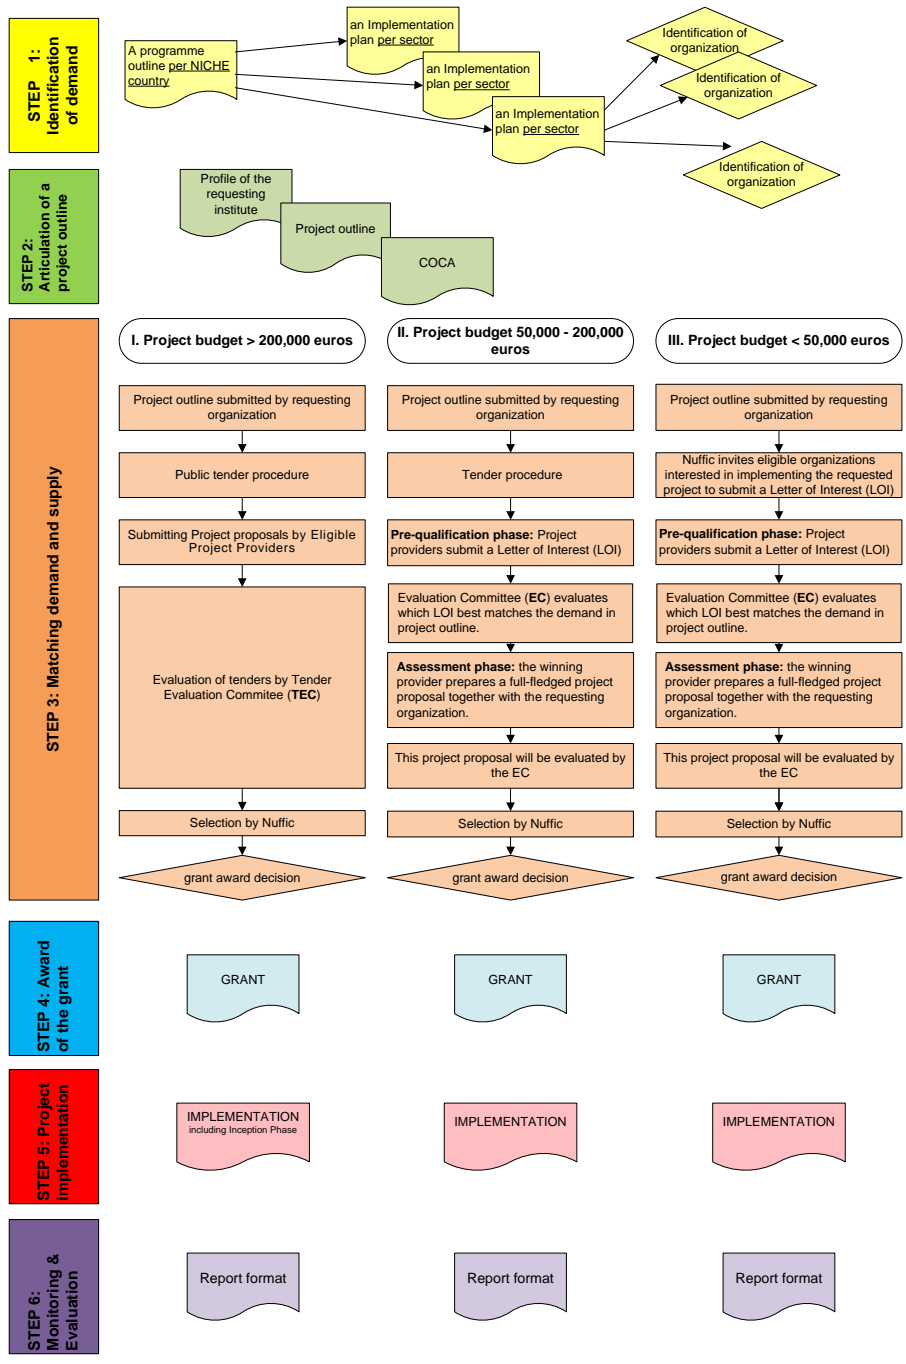 STEP 1:
Identification
of demand
A programme
outline per NICHE
country
an Implementation
plan per sector
an Implementation
plan per sector
an Implementation
plan per sector
Identification of
organization
Identification of
organization
Identification of
organization
STEP 2:
Articulation of a
project outline
Profile of the
requesting
institute
Project outline
COCA
STEP 3: Matching demand and supply
I. Project budget > 200,000 euros
Project outline submitted by requesting
organization
Public tender procedure
Submitting Project proposals by Eligible
Project Providers
Evaluation of tenders by Tender
Evaluation Commitee (TEC)
Selection by Nuffic
grant award decision
II. Project budget 50,000 - 200,000
euros
Project outline submitted by requesting
organization
Tender procedure
Pre-qualification phase: Project
providers submit a Letter of Interest (LOI)
Evaluation Committee (EC) evaluates
which LOI best matches the demand in
project outline.
Assessment phase: the winning
provider prepares a full-fledged project
proposal together with the requesting
organization.
This project proposal will be evaluated by
the EC
Selection by Nuffic
grant award decision
III. Project budget < 50,000 euros
Project outline submitted by requesting
organization
Nuffic invites eligible organizations
interested in implementing the requested
project to submit a Letter of Interest (LOI)
Pre-qualification phase: Project
providers submit a Letter of Interest (LOI)
Evaluation Committee (EC) evaluates
which LOI best matches the demand in
project outline.
Assessment phase: the winning
provider prepares a full-fledged project
proposal together with the requesting
organization.
This project proposal will be evaluated by
the EC
Selection by Nuffic
grant award decision
STEP 4: Award
of the grant
GRANT
GRANT
GRANT
STEP 5: Project
implementation
IMPLEMENTATION
including Inception Phase
IMPLEMENTATION
IMPLEMENTATION
STEP 6:
Monitoring &
Evaluation
Report format
Report format
Report format